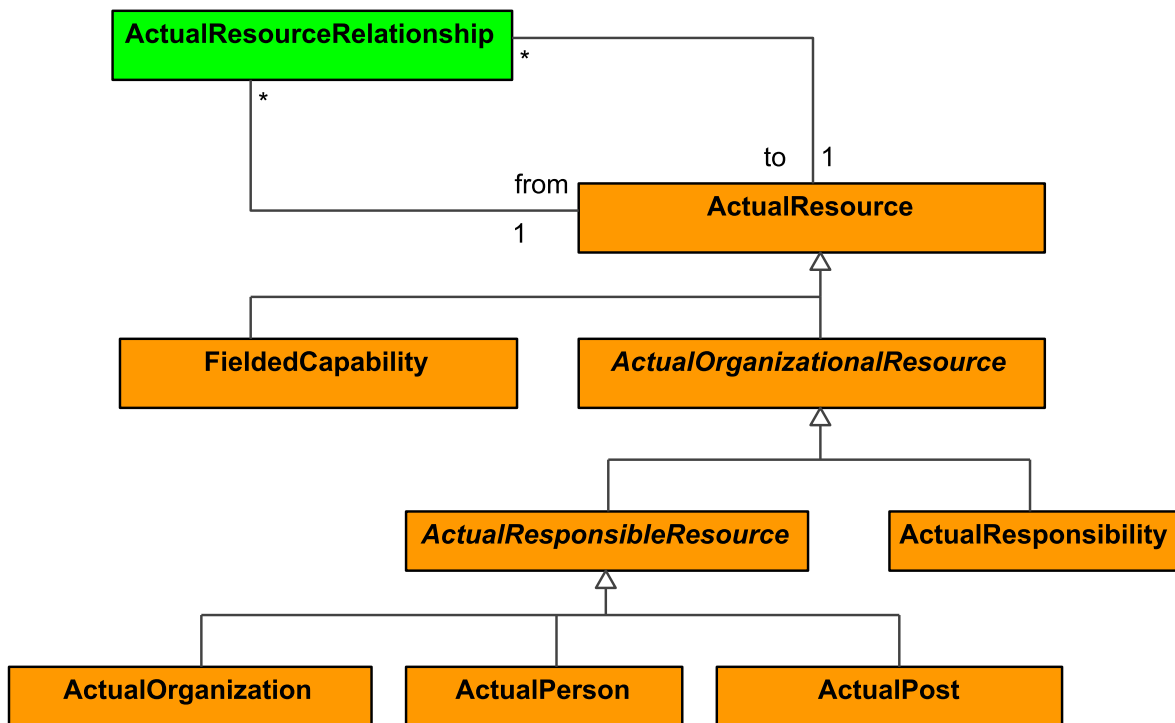 ActualResourceRelationship
*
*
to 1
from
1
ActualResource
FieldedCapability
ActualOrganizationalResource
ActualResponsibleResource
ActualResponsibility
ActualOrganization
ActualPerson
ActualPost